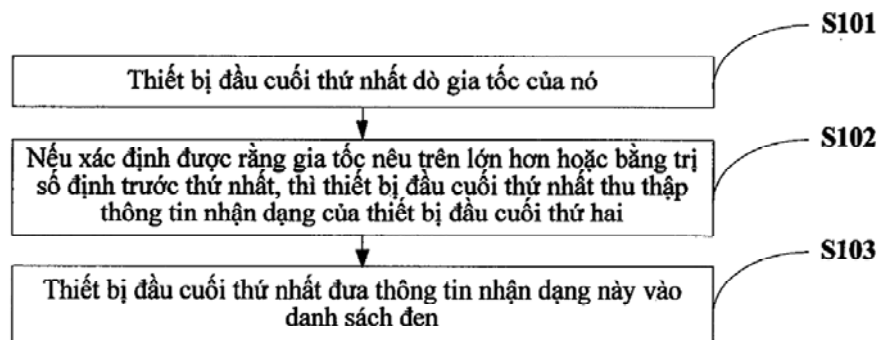 S101
Thiết bị đầu cuối thứ nhất dò gia tốc của nó
S102
Nếu xác định được rằng gia tốc nêu trên lớn hơn hoặc bằng trị
số định trước thứ nhất, thì thiết bị đầu cuối thứ nhất thu thập
thông tin nhận dạng của thiết bị đầu cuối thứ hai
S103
Thiết bị đầu cuối thứ nhất đưa thông tin nhận dạng này vào
danh sách đen